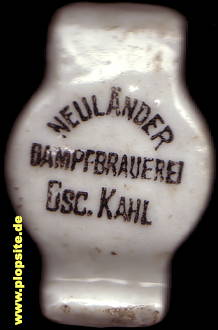 NEULÄNDER
DAMPFBRAUEREI
OSC. KAHL
www.plopsite.de